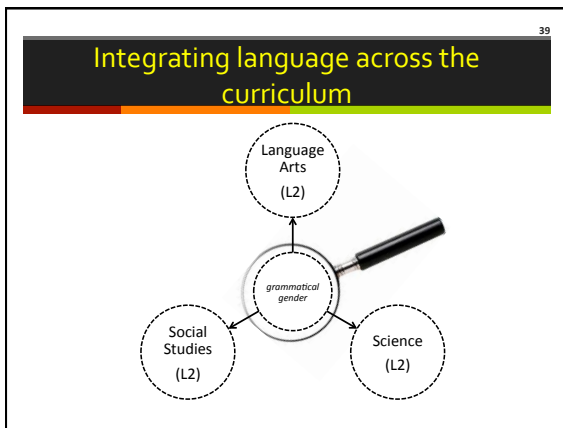 39
Integrating language across the
curriculum
Language
Arts
(L2)
grammatical
gender
Social
Studies
(L2)
Science
(L2)